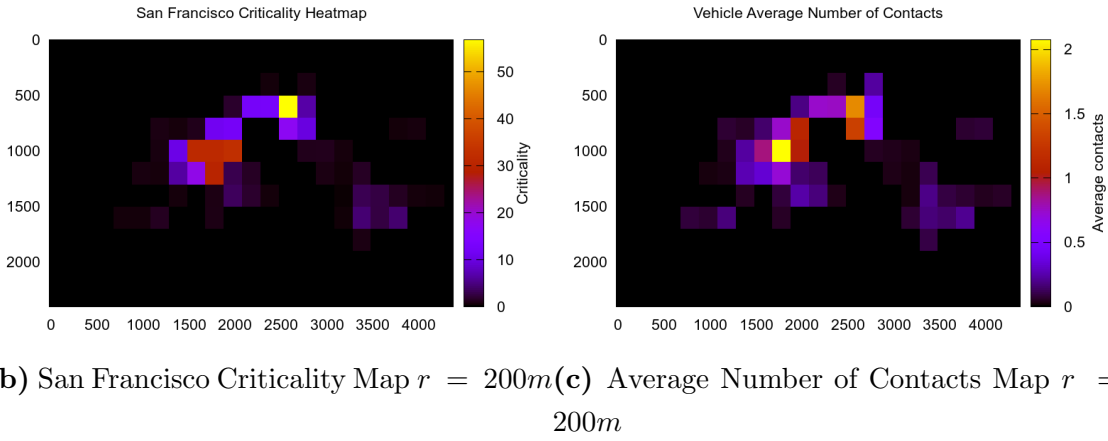 San Francisco Criticality Heatmap
0
500
1000
1500
2000
0 500 1000 1500 2000 2500 3000 3500 4000
50
40
30
20
10
0
Criticality
Vehicle Average Number of Contacts
0
500
1000
1500
2000
0 500 1000 1500 2000 2500 3000 3500 4000
2
1.5
1
0.5
0
Average contacts
b) San Francisco Criticality Map r = 200m
(c) Average Number of Contacts Map r =
200m